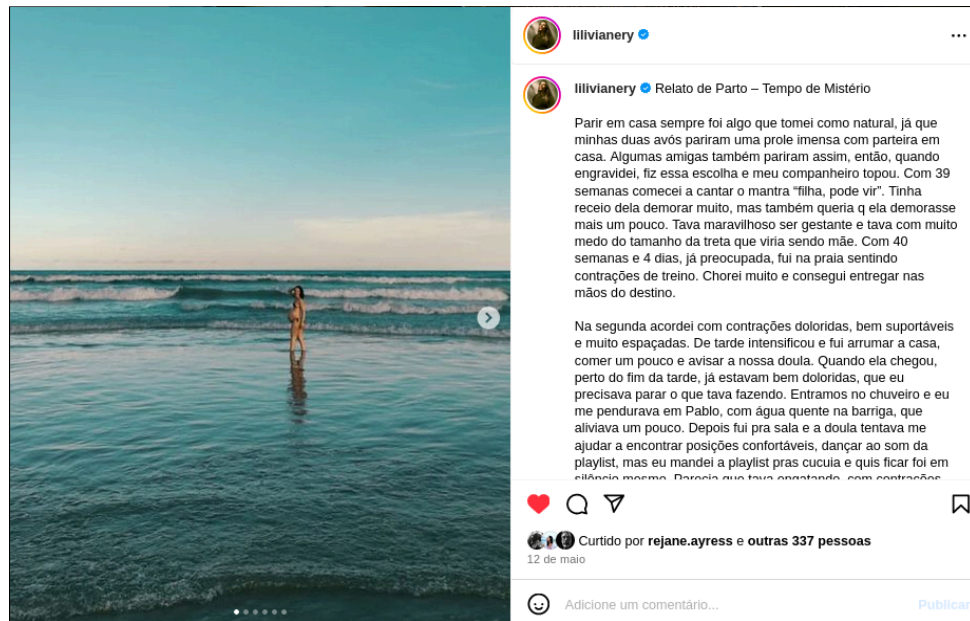 lilivianery
lilivianery Relato de Parto – Tempo de Mistério
Parir em casa sempre foi algo que tomei como natural, já que
minhas duas avós pariram uma prole imensa com parteira em
casa. Algumas amigas também pariram assim, então, quando
engravidei, fiz essa escolha e meu companheiro topou. Com 39
semanas comecei a cantar o mantra “filha, pode vir”. Tinha
receio dela demorar muito, mas também queria q ela demorasse
mais um pouco. Tava maravilhoso ser gestante e tava com muito
medo do tamanho da treta que viria sendo mãe. Com 40
semanas e 4 dias, já preocupada, fui na praia sentindo
contrações de treino. Chorei muito e consegui entregar nas
mãos do destino.
Na segunda acordei com contrações doloridas, bem suportáveis
e muito espaçadas. De tarde intensificou e fui arrumar a casa,
comer um pouco e avisar a nossa doula. Quando ela chegou,
perto do fim da tarde, já estavam bem doloridas, que eu
precisava parar o que tava fazendo. Entramos no chuveiro e eu
me pendurava em Pablo, com água quente na barriga, que
aliviava um pouco. Depois fui pra sala e a doula tentava me
ajudar a encontrar posições confortáveis, dançar ao som da
playlist, mas eu mandei a playlist pras cucuia e quis ficar foi em
silêncio mesmo. Parecia que tava engatando, com contrações
Curtido por rejane.ayress e outras 337 pessoas
12 de maio
Adicione um comentário... Publicar